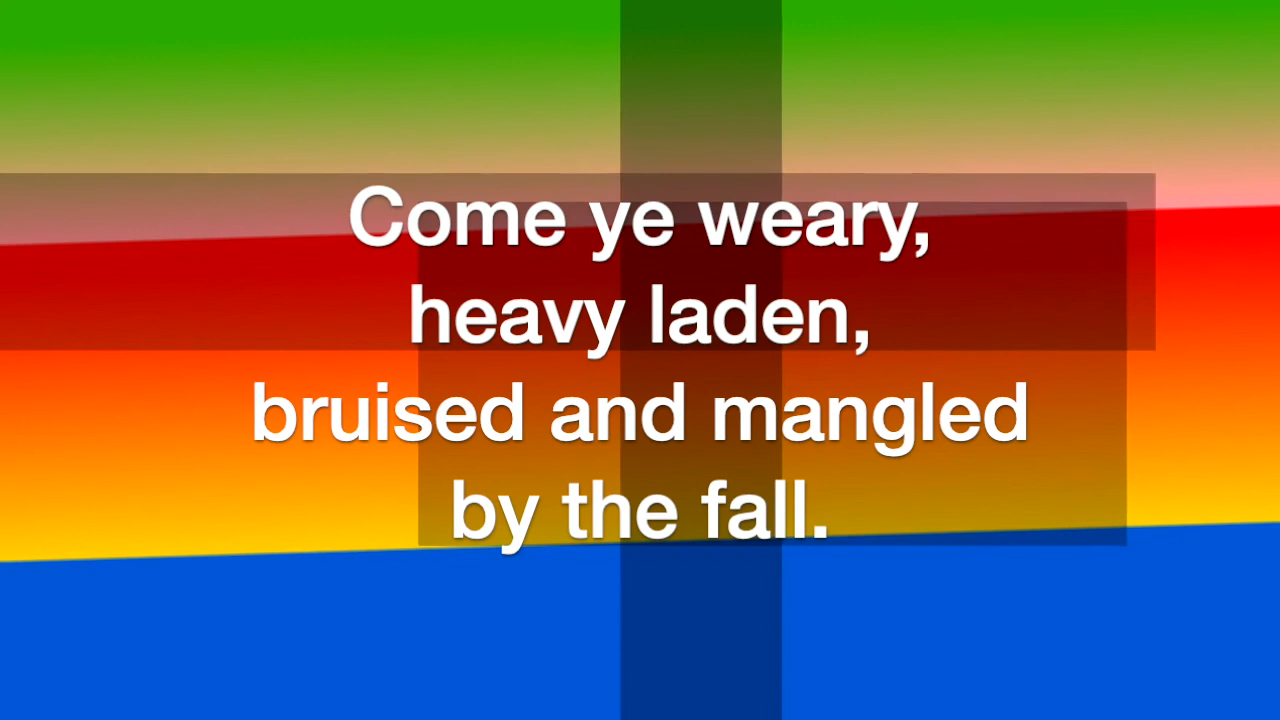 Come ye weary,
heavy laden,
bruised and mangled
by the fall.